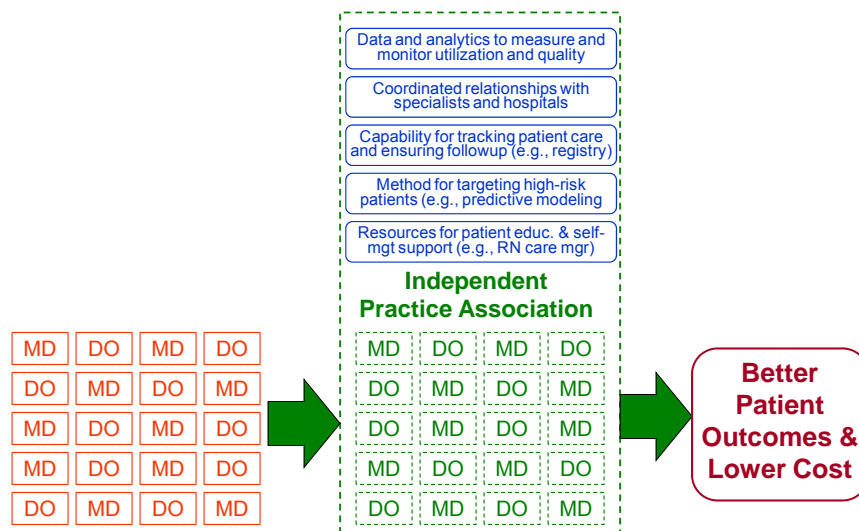 Data and analytics to measure and
monitor utilization and quality
Coordinated relationships with
specialists and hospitals
Capability for tracking patient care
and ensuring followup (e.g., registry)
Method for targeting high-risk
patients (e.g., predictive modeling
Resources for patient educ. & self-
mgt support (e.g., RN care mgr)
Independent
Practice Association
MD DO MD DO
DO MD DO MD
MD DO MD DO
MD DO MD DO
DO MD DO MD
MD DO MD DO
DO MD DO MD
DO MD DO MD
MD DO MD DO
DO MD DO MD
Better
Patient
Outcomes &
Lower Cost